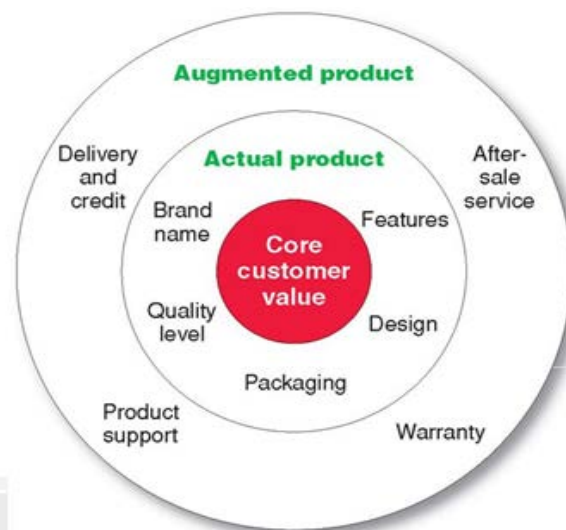 Augmented product
Delivery
and
credit
After-
sale
service
Actual product
Brand
name
Features
Core
customer
value
Quality
level
Design
Packaging
Product
support
Warranty